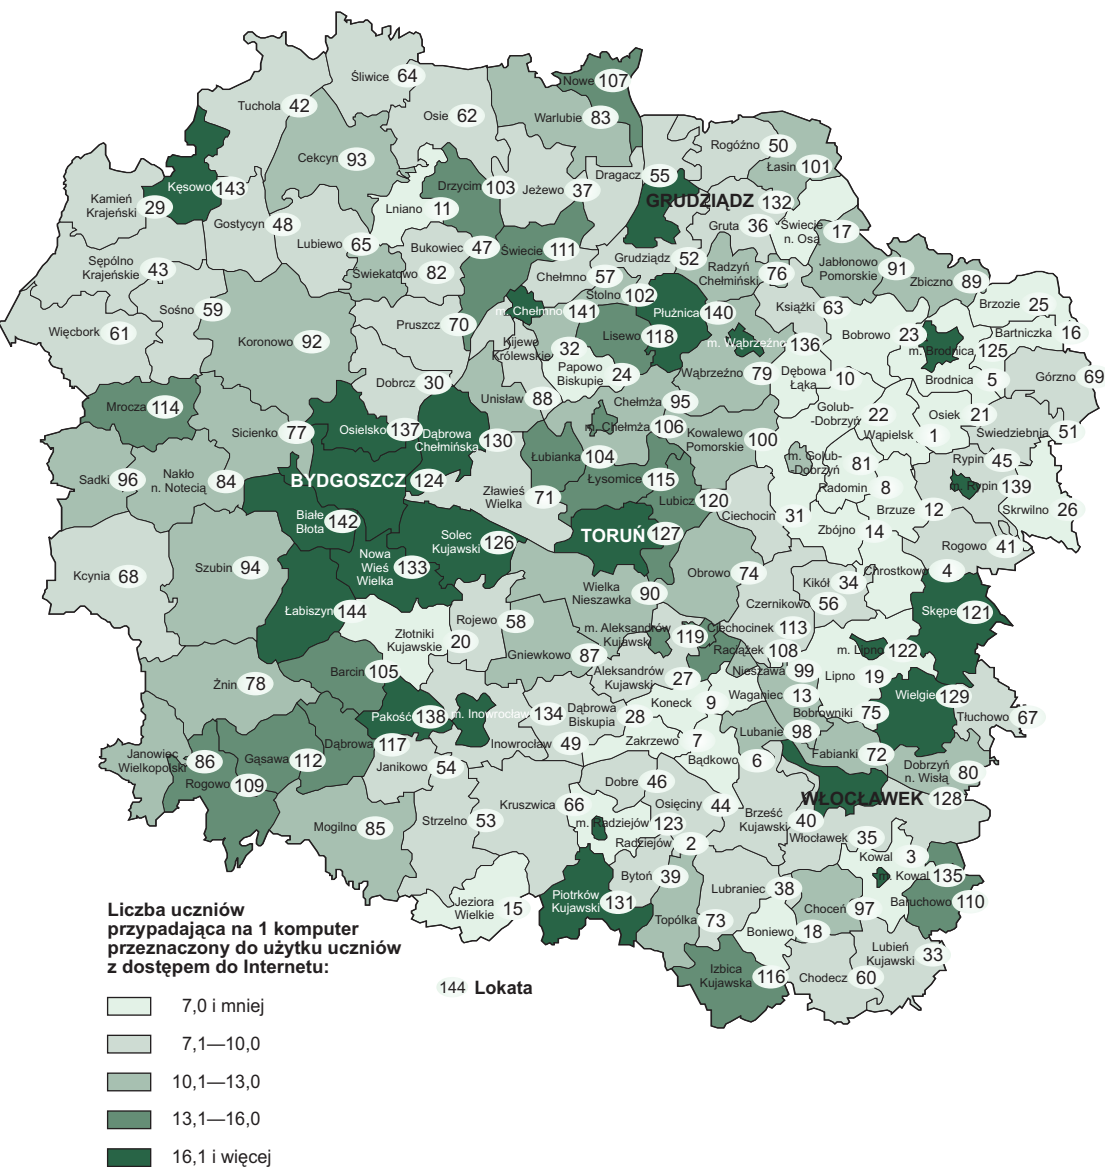 Śliwice 64
Nowe 107
Tuchola 42
Osie 62
Warlubie 83
Rogóźno 50
Cekcyn 93
Łasin 101
Dragacz 55
Kęsowo 143
Drzycim 103
Jeżewo 37
GRUDZIĄDZ 132
Kamień
Krajeński 29
Lniano 11
Gostycyn 48
Gruta 36
Świecie
n. Osą 17
Lubiewo 65
Bukowiec 47
Świecie 111
Grudziądz 52
Sępólno
Krajeńskie 43
Świekatowo 82
Chełmno 57
Radzyń
Chełmiński 76
Jabłonowo
Pomorskie 91
Zbiczno 89
Stolno 102
Sośno 59
m. Chełmno 141
Płużnica 140
Książki 63
Brzozie 25
Więcbork 61
Pruszcz 70
Koronowo 92
Lisewo 118
m. Wąbrzeźno 136
Bobrowo 23
Bartniczka 16
Kijewo
Królewskie 32
m. Brodnica 125
Papowo
Biskupie 24
Wąbrzeźno 79
Dębowa
Łąka 10
Brodnica 5
Górzno 69
Dobrcz 30
Unisław 88
Chełmża 95
Mrocza 114
Golub-
-Dobrzyń 22
Osiek 21
Sicienko 77
Osielsko 137
Dąbrowa
Chełmińska 130
m. Chełmża 106
Kowalewo
Pomorskie 100
Wąpielsk 1
Świedziebnia 51
Łubianka 104
m. Golub-
-Dobrzyń 81
Rypin 45
Sadki 96
Nakło
n. Notecią 84
BYDGOSZCZ 124
Łysomice 115
Radomin 8
m. Rypin 139
Zławieś
Wielka 71
Lubicz 120
Ciechocin 31
Brzuze 12
Skrwilno 26
Białe
Błota 142
TORUŃ 127
Zbójno 14
Solec
Kujawski 126
Rogowo 41
Kcynia 68
Szubin 94
Nowa
Wieś
Wielka 133
Obrowo 74
Kikół 34
Chrostkowo 4
Wielka
Nieszawka 90
Czernikowo 56
Łabiszyn 144
Rojewo 58
Skępe 121
Złotniki
Kujawskie 20
m. Aleksandrów
Kujawski 119
Ciechocinek 113
Gniewkowo 87
Raciążek 108
m. Lipno 122
Barcin 105
Aleksandrów
Kujawski 27
Nieszawa 99
Lipno 19
Żnin 78
Koneck 9
Waganiec 13
Wielgie 129
Pakość 138
m. Inowrocław 134
Dąbrowa
Biskupia 28
Bobrowniki 75
Tłuchowo 67
Lubanie 98
Dąbrowa 117
Inowrocław 49
Zakrzewo 7
Janowiec
Wielkopolski 86
Gąsawa 112
Bądkowo 6
Fabianki 72
Dobrzyń
n. Wisłą 80
Janikowo 54
Dobre 46
Rogowo 109
WŁOCŁAWEK 128
Kruszwica 66
Osięciny 44
Brześć
Kujawski 40
Mogilno 85
Strzelno 53
m. Radziejów 123
Włocławek 35
Radziejów 2
Kowal 3
Bytoń 39
m. Kowal 135
Lubraniec 38
Jeziora
Wielkie 15
Piotrków
Kujawski 131
Choceń 97
Baruchowo 110
Topólka 73
Boniewo 18
Lubień
Kujawski 33
Izbica
Kujawska 116
Chodecz 60
Liczba uczniów
przypadająca na 1 komputer
przeznaczony do użytku uczniów
z dostępem do Internetu:
144 Lokata
7,0 i mniej
7,1—10,0
10,1—13,0
13,1—16,0
16,1 i więcej